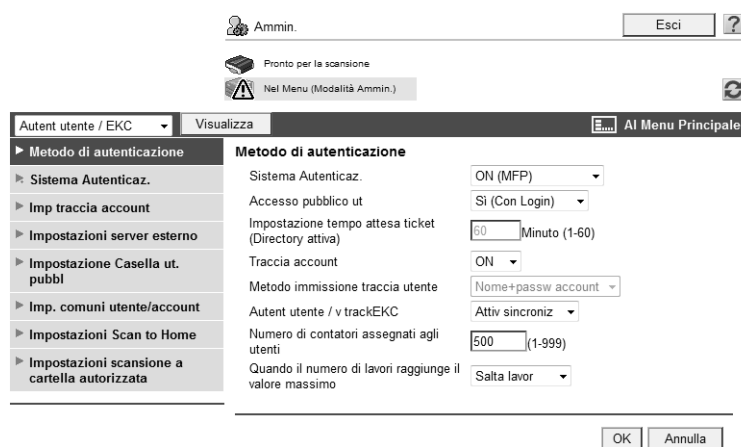 Ammin.
Esci
?
Pronto per la scansione
Nel Menu (Modalità Ammin.)
Autent utente / EKC
Visualizza
Al Menu Principale
Metodo di autenticazione
Sistema Autenticaz.
Imp traccia account
Impostazioni server esterno
Impostazione Casella ut.
pubbl
Imp. comuni utente/account
Impostazioni Scan to Home
Impostazioni scansione a
cartella autorizzata
Metodo di autenticazione
Sistema Autenticaz.
ON (MFP)
Accesso pubblico ut
Sì (Con Login)
Impostazione tempo attesa ticket
(Directory attiva)
60 Minuto (1-60)
Traccia account
ON
Metodo immissione traccia utente
Nome+passw account
Autent utente / v trackEKC
Attiv sincroniz
Numero di contatori assegnati agli
utenti
500 (1-999)
Quando il numero di lavori raggiunge il
valore massimo
Salta lavor
OK
Annulla